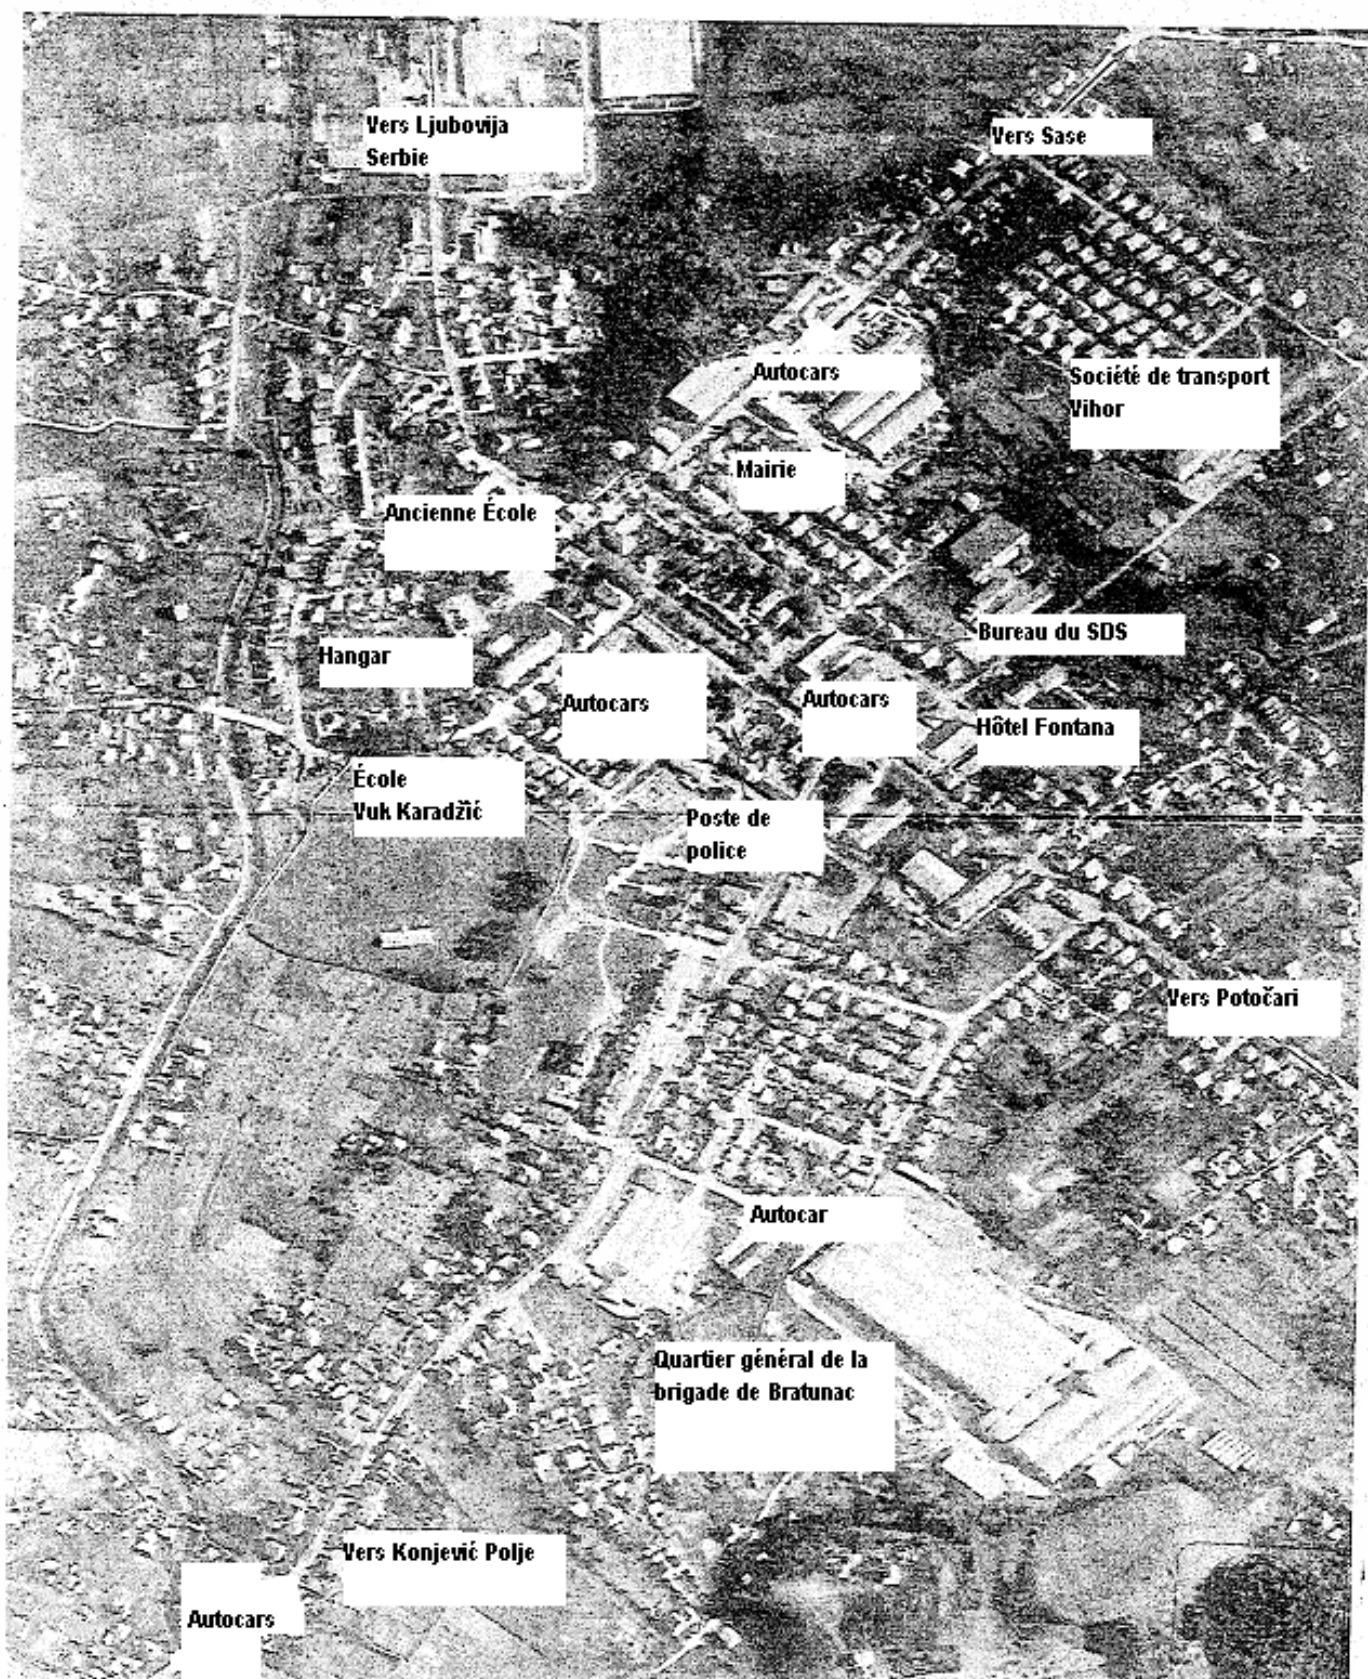 Vers Ljubovija
Serbie
Vers Sase
Autocars
Société de transport
Vihor
Mairie
Ancienne École
Bureau du SDS
Hangar
Autocars
Autocars
Hôtel Fontana
École
Vuk Karadžić
Poste de
police
Vers Potočari
Autocar
Quartier général de la
brigade de Bratunac
Vers Konjević Polje
Autocars